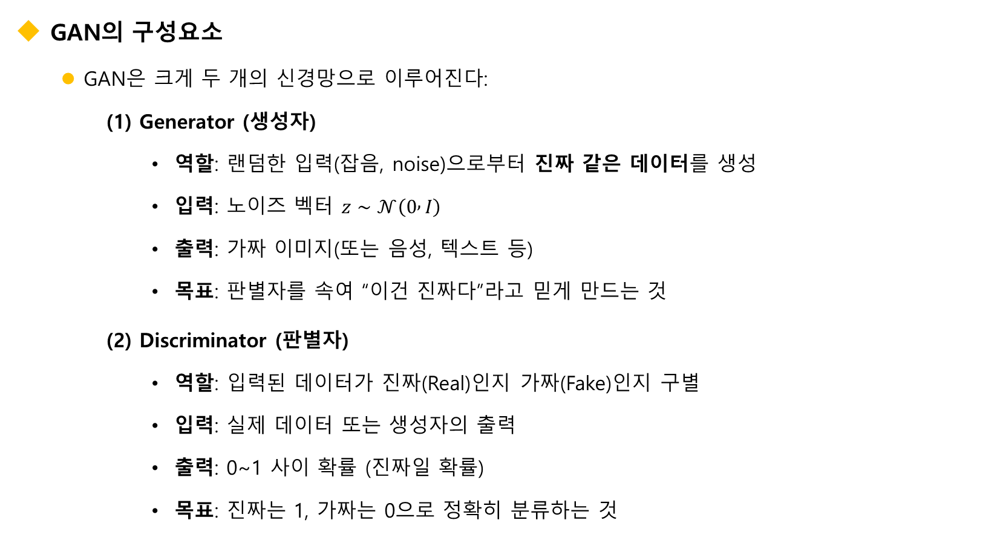 ◆ GAN의 구성요소
● GAN은 크게 두 개의 신경망으로 이루어진다:
(1) Generator (생성자)
• 역할: 랜덤한 입력(잡음, noise)으로부터 진짜 같은 데이터를 생성
• 입력: 노이즈 벡터 z ~ 𝒩(0, I)
• 출력: 가짜 이미지(또는 음성, 텍스트 등)
• 목표: 판별자를 속여 “이건 진짜다”라고 믿게 만드는 것
(2) Discriminator (판별자)
• 역할: 입력된 데이터가 진짜(Real)인지 가짜(Fake)인지 구별
• 입력: 실제 데이터 또는 생성자의 출력
• 출력: 0~1 사이 확률 (진짜일 확률)
• 목표: 진짜는 1, 가짜는 0으로 정확히 분류하는 것